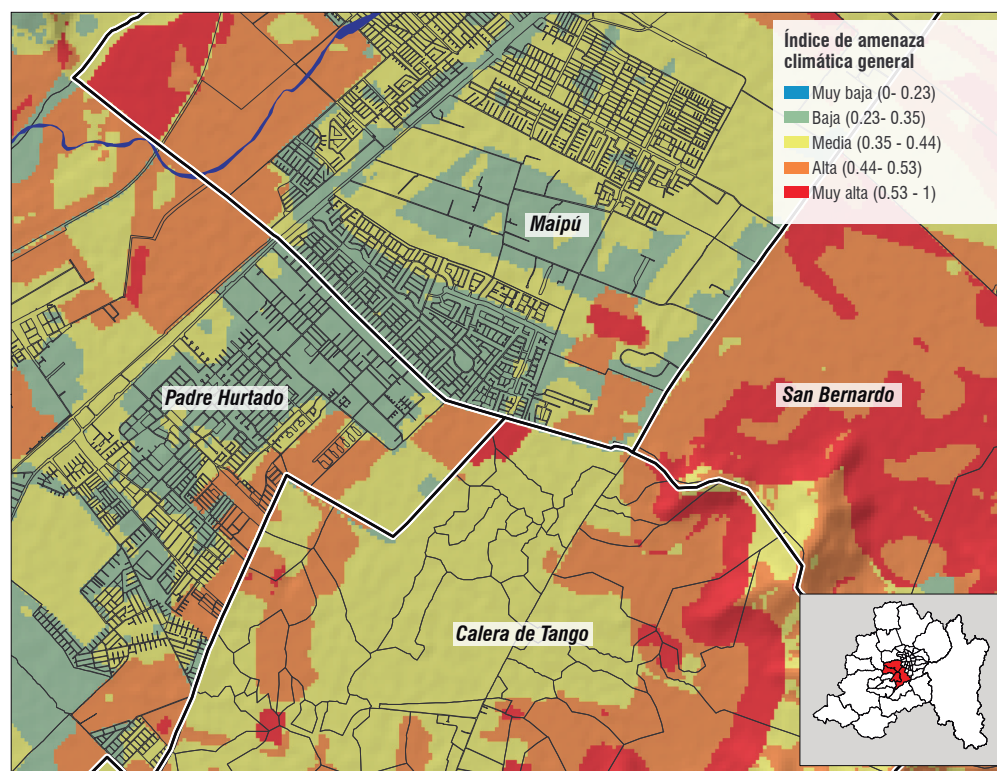 Índice de amenaza
climática general
Muy baja (0- 0.23)
Baja (0.23- 0.35)
Media (0.35 - 0.44)
Alta (0.44- 0.53)
Muy alta (0.53 - 1)
Maipú
Padre Hurtado
San Bernardo
Calera de Tango